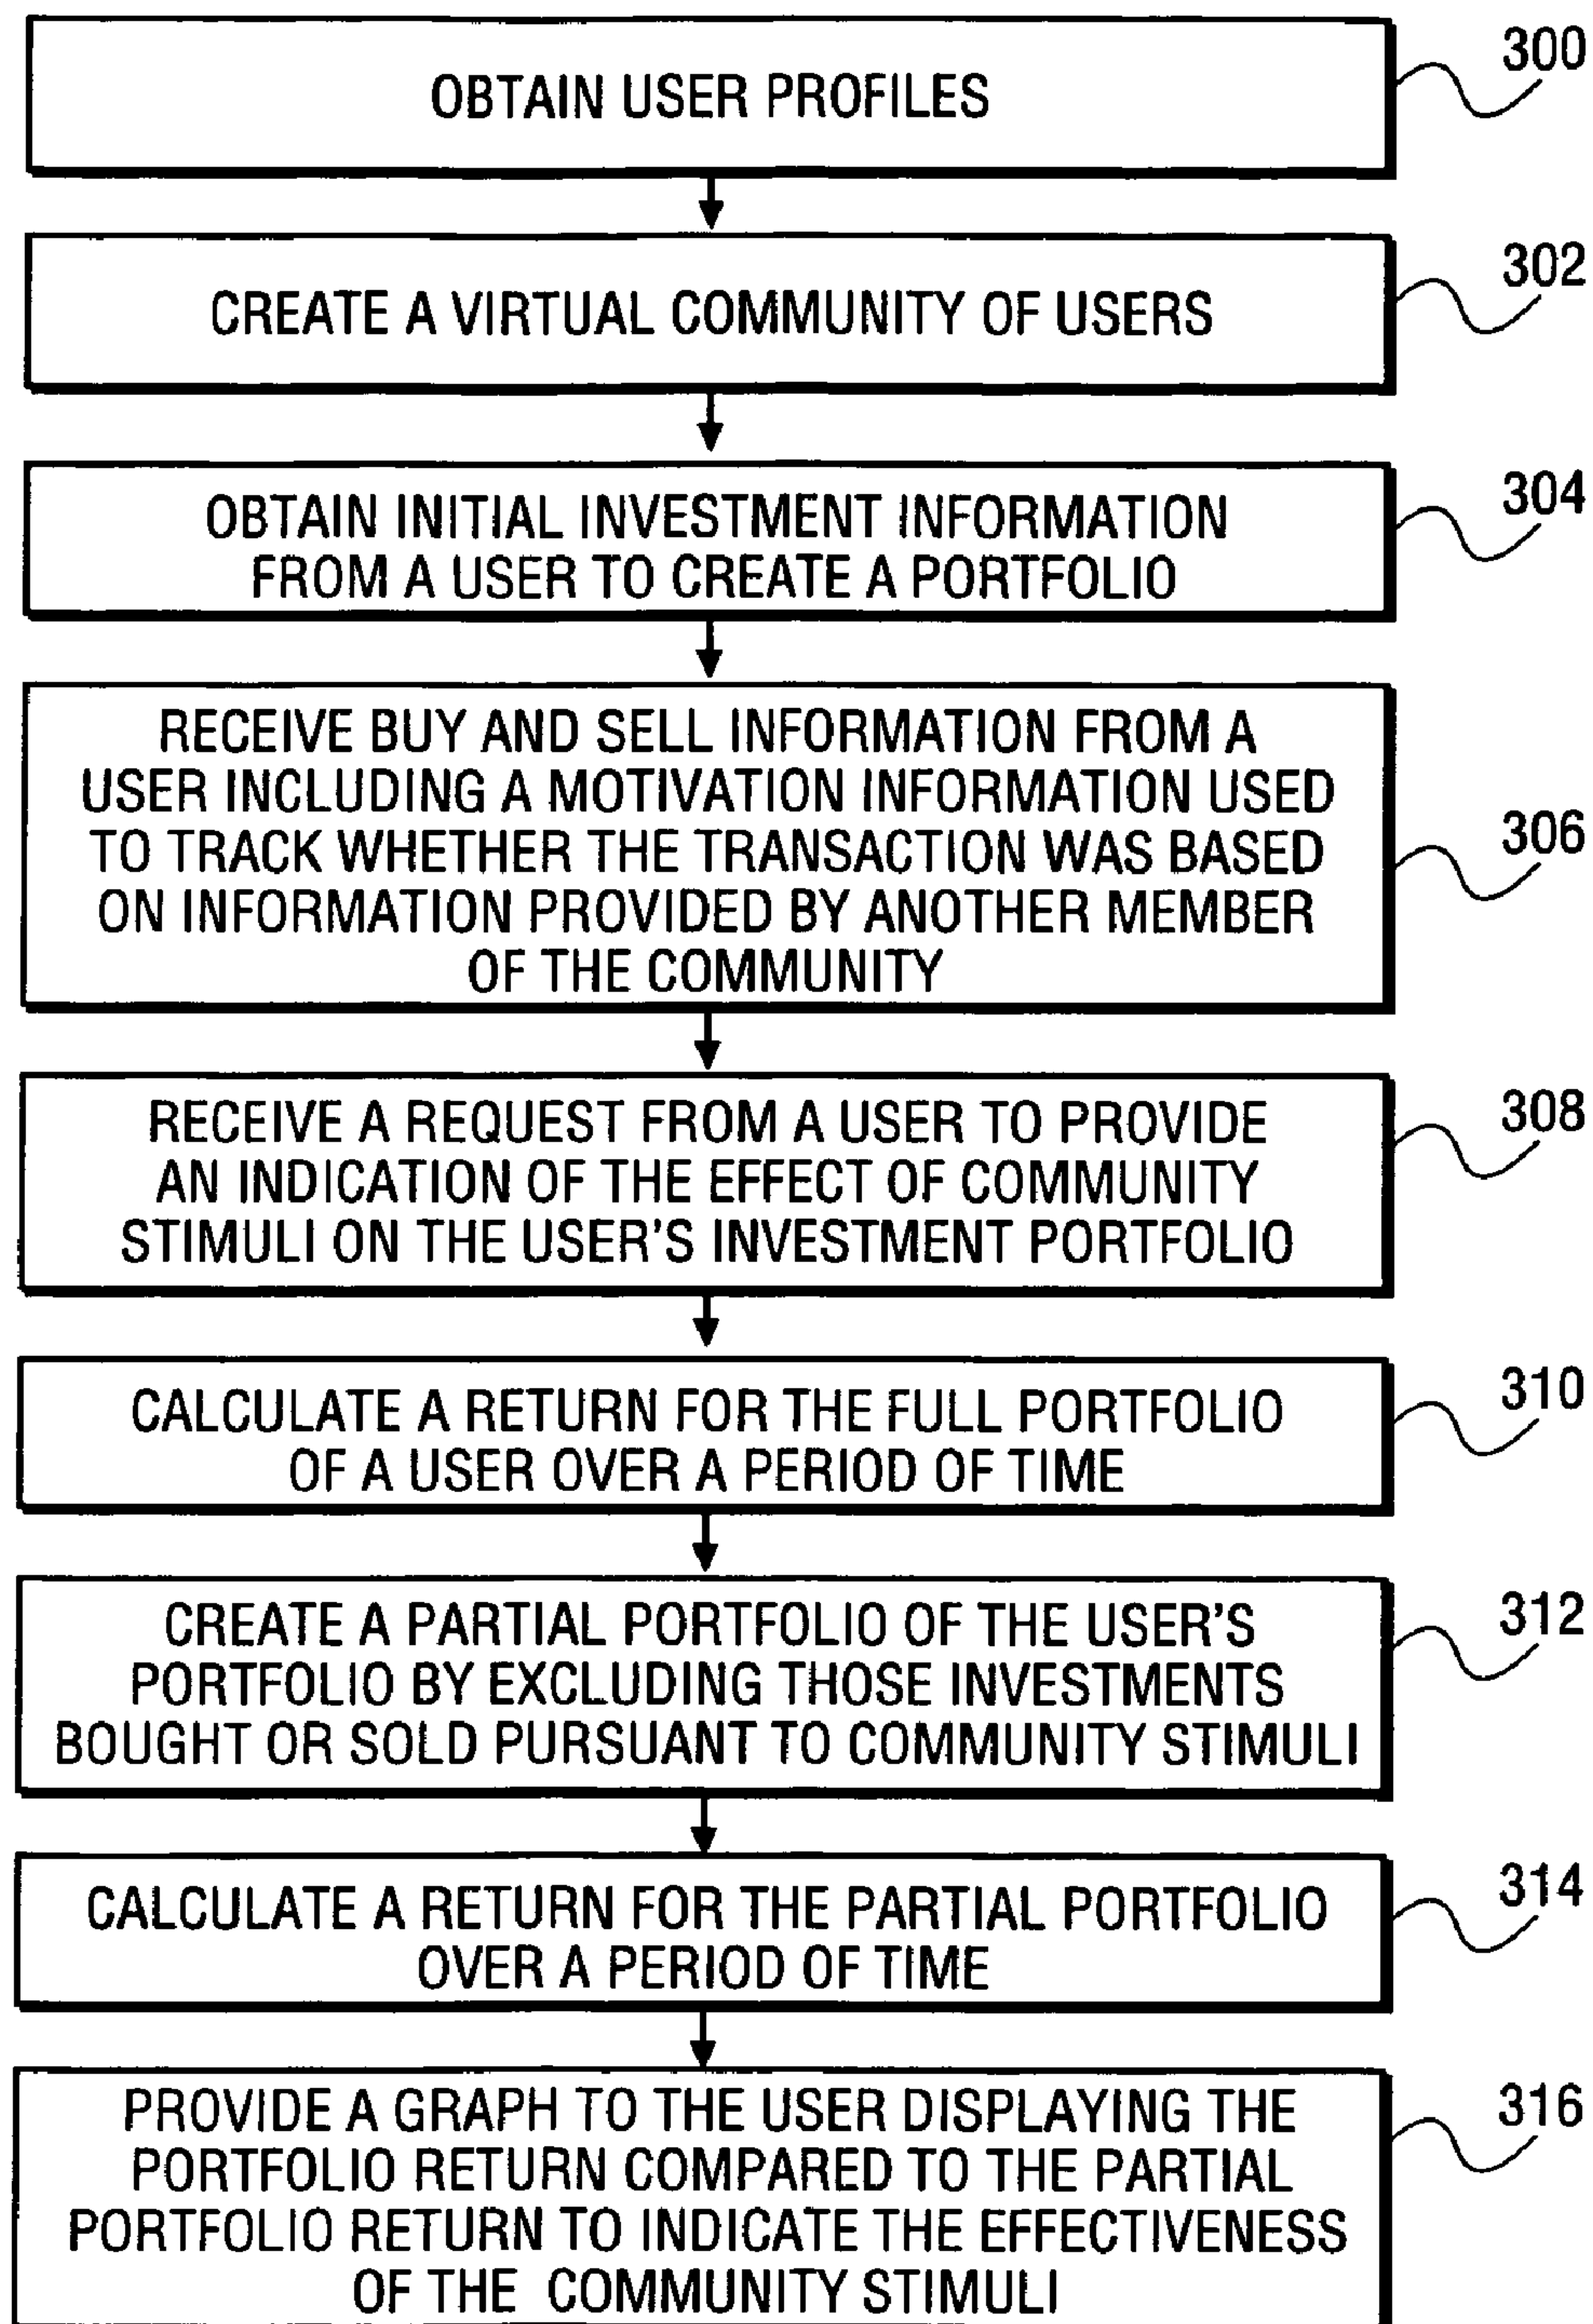 OBTAIN USER PROFILES
300
CREATE A VIRTUAL COMMUNITY OF USERS
302
OBTAIN INITIAL INVESTMENT INFORMATION
FROM A USER TO CREATE A PORTFOLIO
304
RECEIVE BUY AND SELL INFORMATION FROM A
USER INCLUDING A MOTIVATION INFORMATION USED
TO TRACK WHETHER THE TRANSACTION WAS BASED
ON INFORMATION PROVIDED BY ANOTHER MEMBER
OF THE COMMUNITY
306
RECEIVE A REQUEST FROM A USER TO PROVIDE
AN INDICATION OF THE EFFECT OF COMMUNITY
STIMULI ON THE USER'S INVESTMENT PORTFOLIO
308
CALCULATE A RETURN FOR THE FULL PORTFOLIO
OF A USER OVER A PERIOD OF TIME
310
CREATE A PARTIAL PORTFOLIO OF THE USER'S
PORTFOLIO BY EXCLUDING THOSE INVESTMENTS
BOUGHT OR SOLD PURSUANT TO COMMUNITY STIMULI
312
CALCULATE A RETURN FOR THE PARTIAL PORTFOLIO
OVER A PERIOD OF TIME
314
PROVIDE A GRAPH TO THE USER DISPLAYING THE
PORTFOLIO RETURN COMPARED TO THE PARTIAL
PORTFOLIO RETURN TO INDICATE THE EFFECTIVENESS
OF THE COMMUNITY STIMULI
316